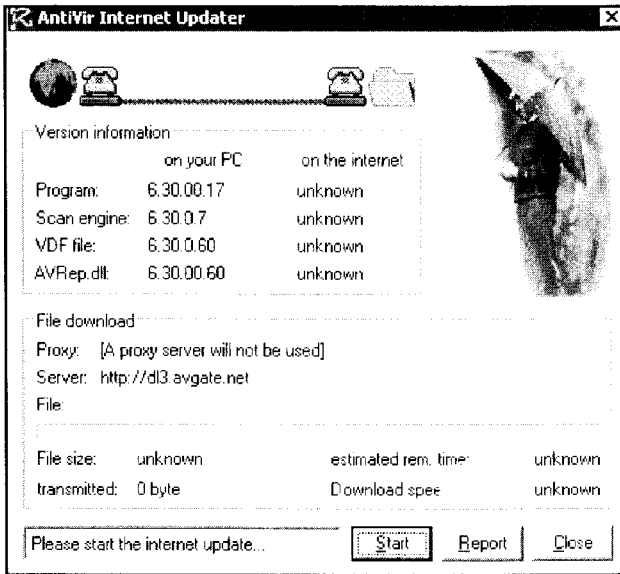 AntiVir Internet Updater
Version information
on your PC on the internet
Program: 6.30.00.17 unknown
Scan engine: 6.30.0.7 unknown
VDF file: 6.30.0.60 unknown
AVRep.dll: 6.30.00.60 unknown
File download
Proxy: [A proxy server will not be used]
Server: http://dl3.avgate.net
File:
File size: unknown estimated rem. time: unknown
transmitted: 0 byte Download spee unknown
Please start the internet update... Start Report Close